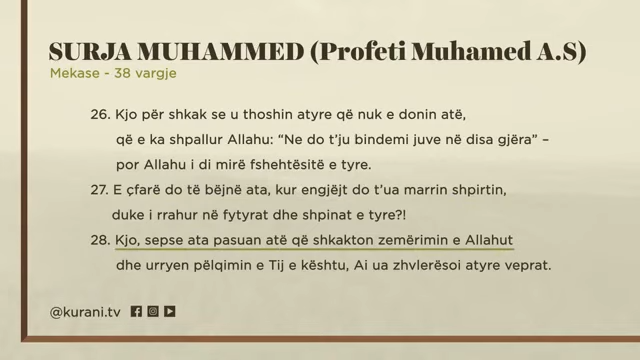 SURJA MUHAMMED (Profeti Muhamed A.S)
Mekase - 38 vargje
26. Kjo për shkak se u thoshin atyre që nuk e donin atë,
që e ka shpallur Allahu: “Ne do t’ju bindemi juve në disa gjëra” –
por Allahu i di mirë fshehtësitë e tyre.
27. E çfarë do të bëjnë ata, kur engjëjt do t’ua marrin shpirtin,
duke i rrahur në fytyrat dhe shpinat e tyre?!
28. Kjo, sepse ata pasuan atë që shkakton zemërimin e Allahut
dhe urryen pëlqimin e Tij e kështu, Ai ua zhvlerësoi atyre veprat.
@kurani.tv